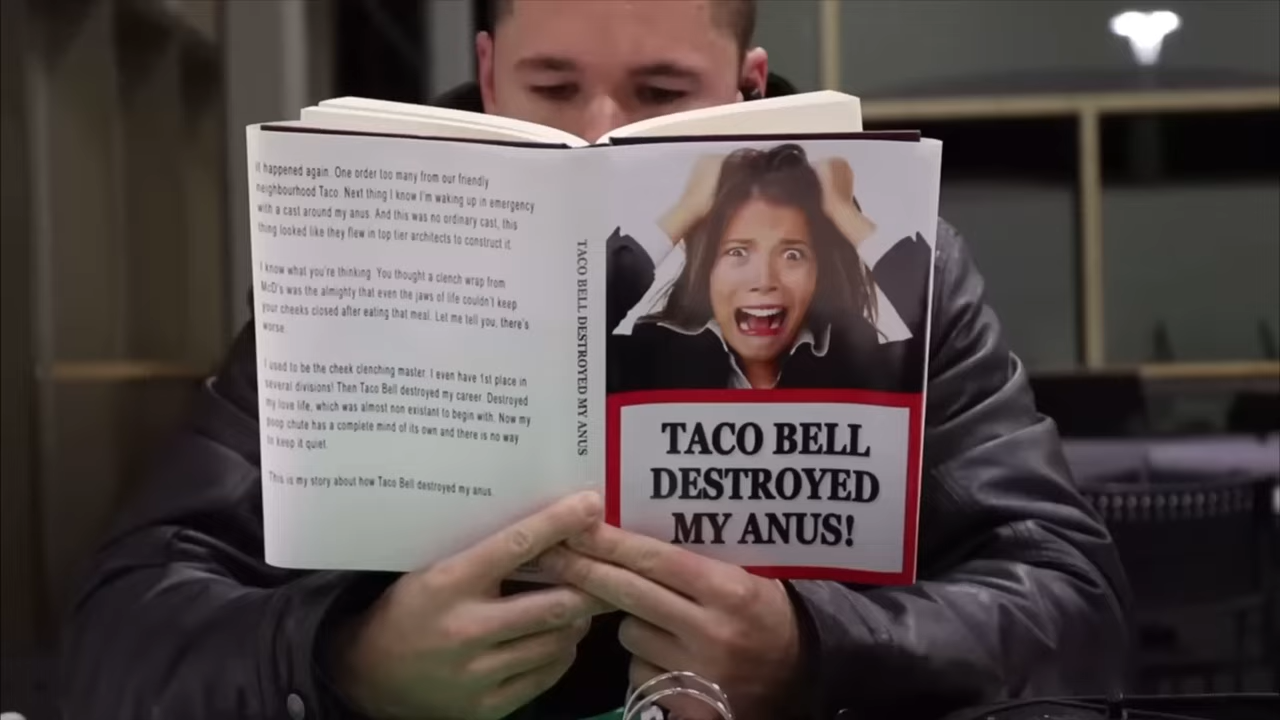 It happened again. One order too many from our friendly
neighbourhood Taco. Next thing I know I'm waking up in emergency
with a cast around my anus. And this was no ordinary cast, this
thing looked like they flew in top tier architects to construct it.
I know what you're thinking. You thought a clench wrap from
McD's was the almighty that even the jaws of life couldn't keep
your cheeks closed after eating that meal. Let me tell you, there's
worse.
I used to be the cheek clenching master. I even have 1st place in
several divisions! Then Taco Bell destroyed my career. Destroyed
my love life, which was almost non existant to begin with. Now my
poop chute has a complete mind of its own and there is no way
to keep it quiet.
This is my story about how Taco Bell destroyed my anus.
TACO BELL DESTROYED MY ANUS
TACO BELL
DESTROYED
MY ANUS!